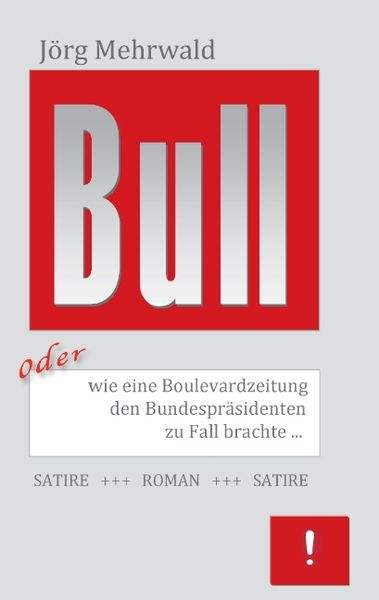 Jörg Mehrwald
Bull
oder
wie eine Boulevardzeitung
den Bundespräsidenten
zu Fall brachte ...
SATIRE +++ ROMAN +++ SATIRE
!